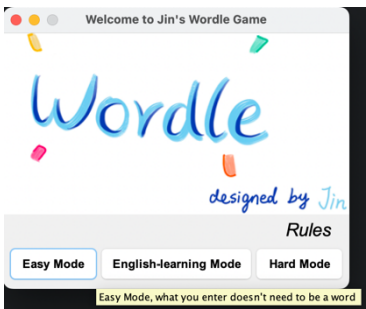 Welcome to Jin's Wordle Game
Wordle
designed by Jin
Rules
Easy Mode English-learning Mode Hard Mode
Easy Mode, what you enter doesn't need to be a word